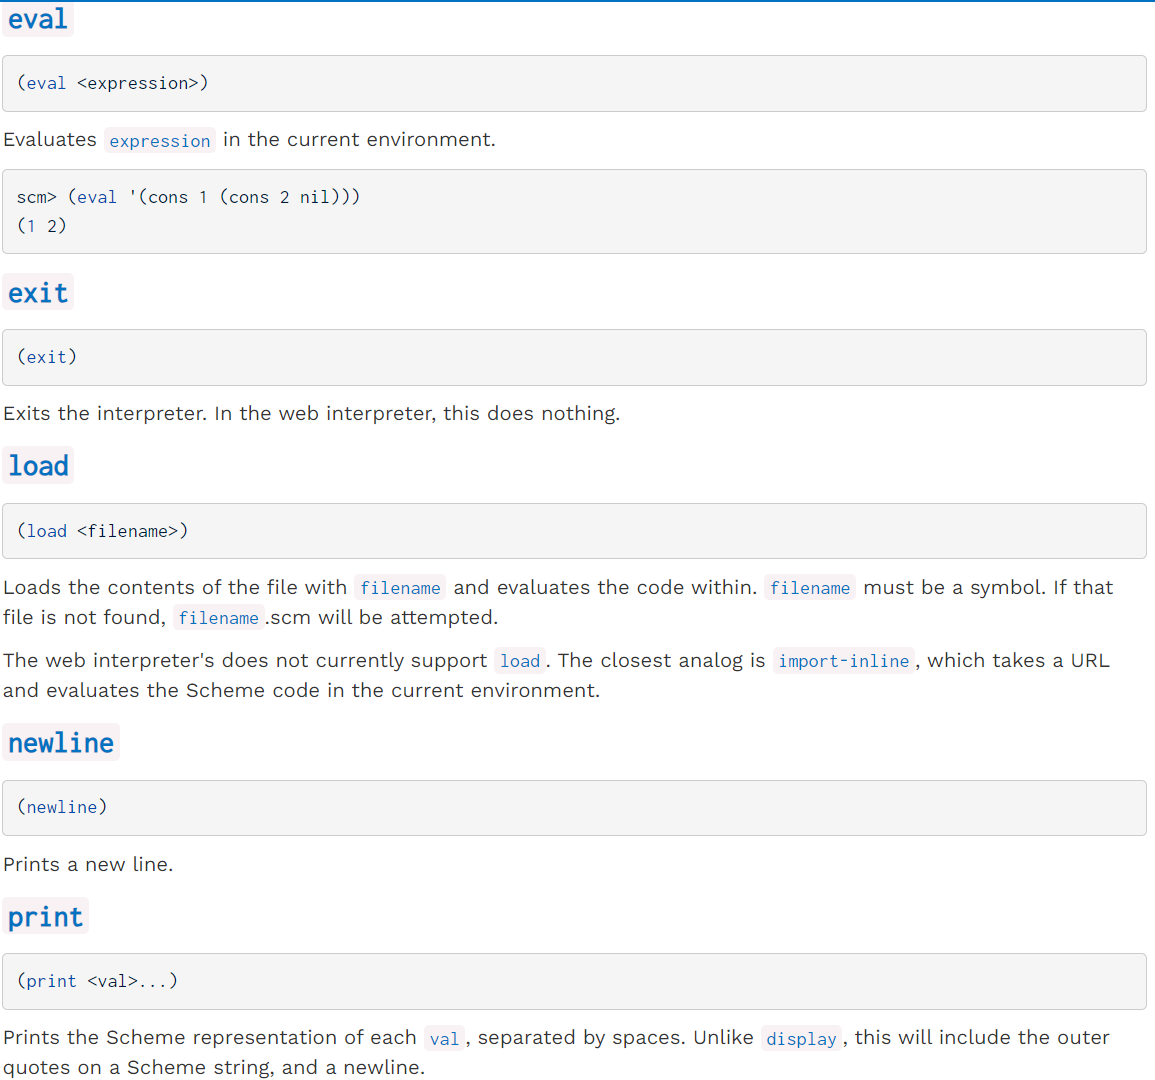 eval
(eval <expression>)
Evaluates expression in the current environment.
scm> (eval '(cons 1 (cons 2 nil)))
(1 2)
exit
(exit)
Exits the interpreter. In the web interpreter, this does nothing.
load
(load <filename>)
Loads the contents of the file with filename and evaluates the code within. filename must be a symbol. If that
file is not found, filename.scm will be attempted.
The web interpreter's does not currently support load. The closest analog is import-inline, which takes a URL
and evaluates the Scheme code in the current environment.
newline
(newline)
Prints a new line.
print
(print <val>...)
Prints the Scheme representation of each val, separated by spaces. Unlike display, this will include the outer
quotes on a Scheme string, and a newline.